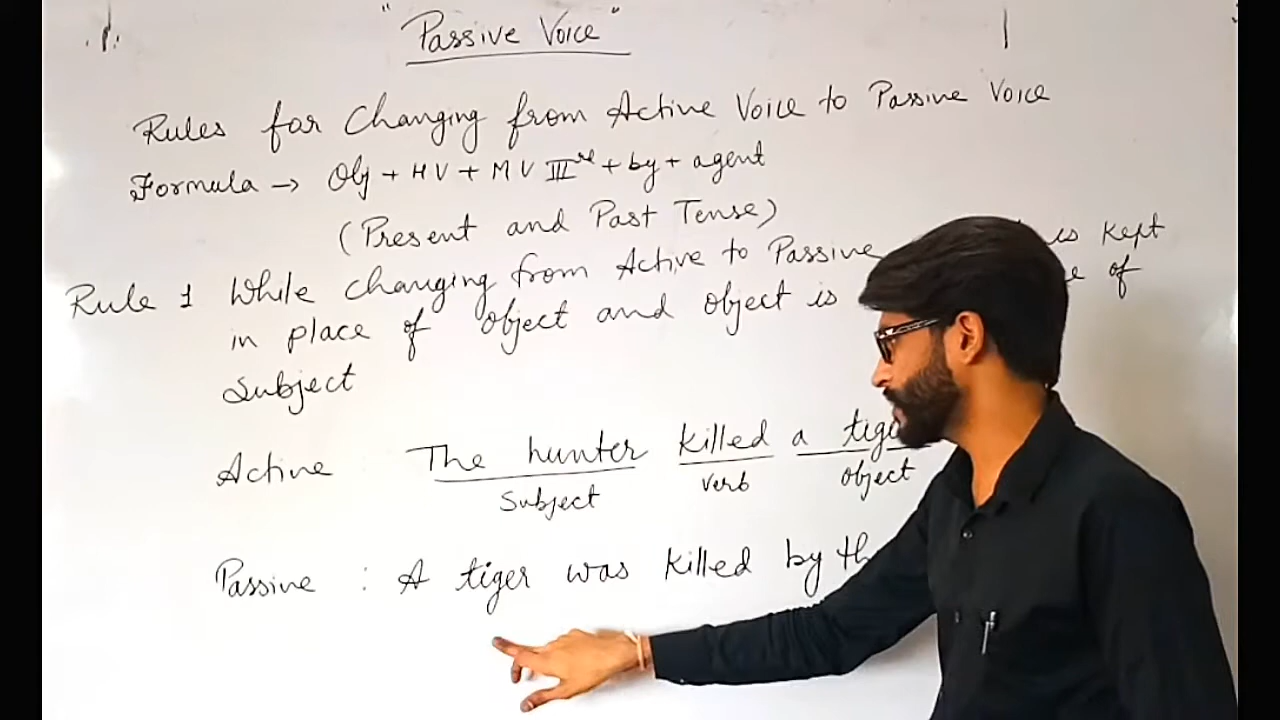 "Passive Voice"
Rules for Changing from Active Voice to Passive Voice
Formula → Obj + HV + MV IIIrd + by + agent
(Present and Past Tense)
Rule 1 While changing from Active to Passive is kept
in place of object and object is of
Subject
Active The hunter killed a
Subject verb object
Passive : A tiger was killed by